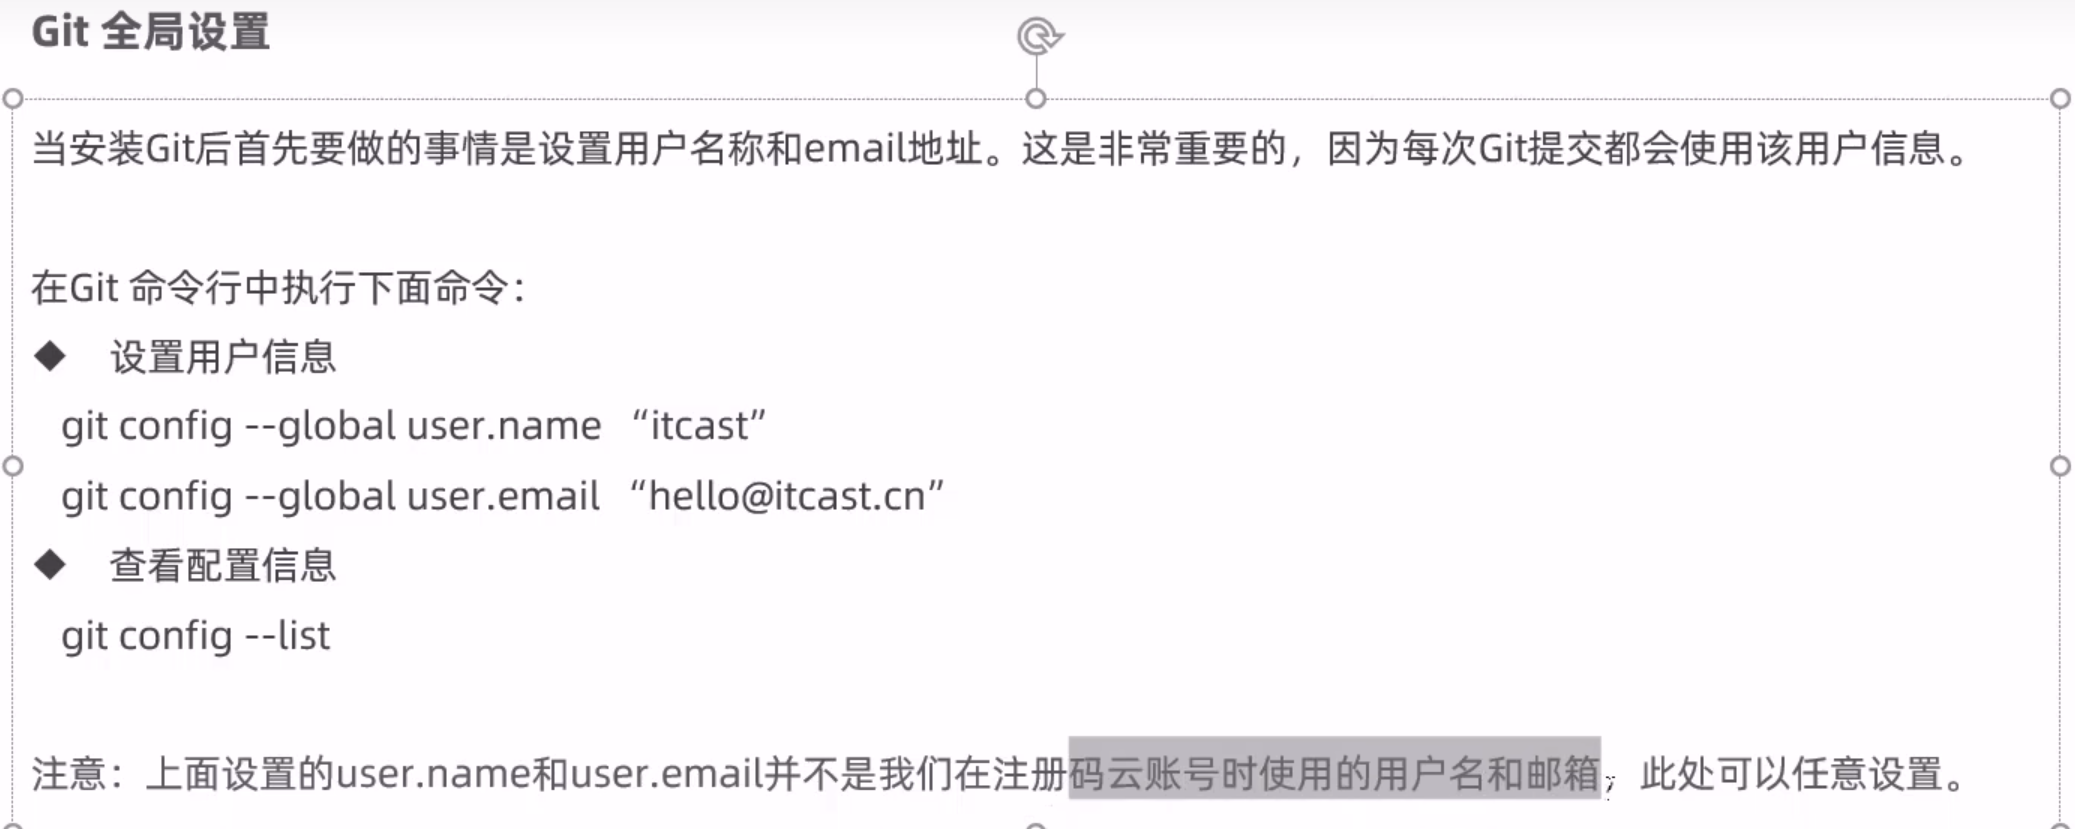 Git 全局设置
当安装Git后首先要做的事情是设置用户名称和email地址。这是非常重要的，因为每次Git提交都会使用该用户信息。
在Git 命令行中执行下面命令：
◆ 设置用户信息
git config --global user.name “itcast”
git config --global user.email “hello@itcast.cn”
◆ 查看配置信息
git config --list
注意：上面设置的user.name和user.email并不是我们在注册码云账号时使用的用户名和邮箱，此处可以任意设置。